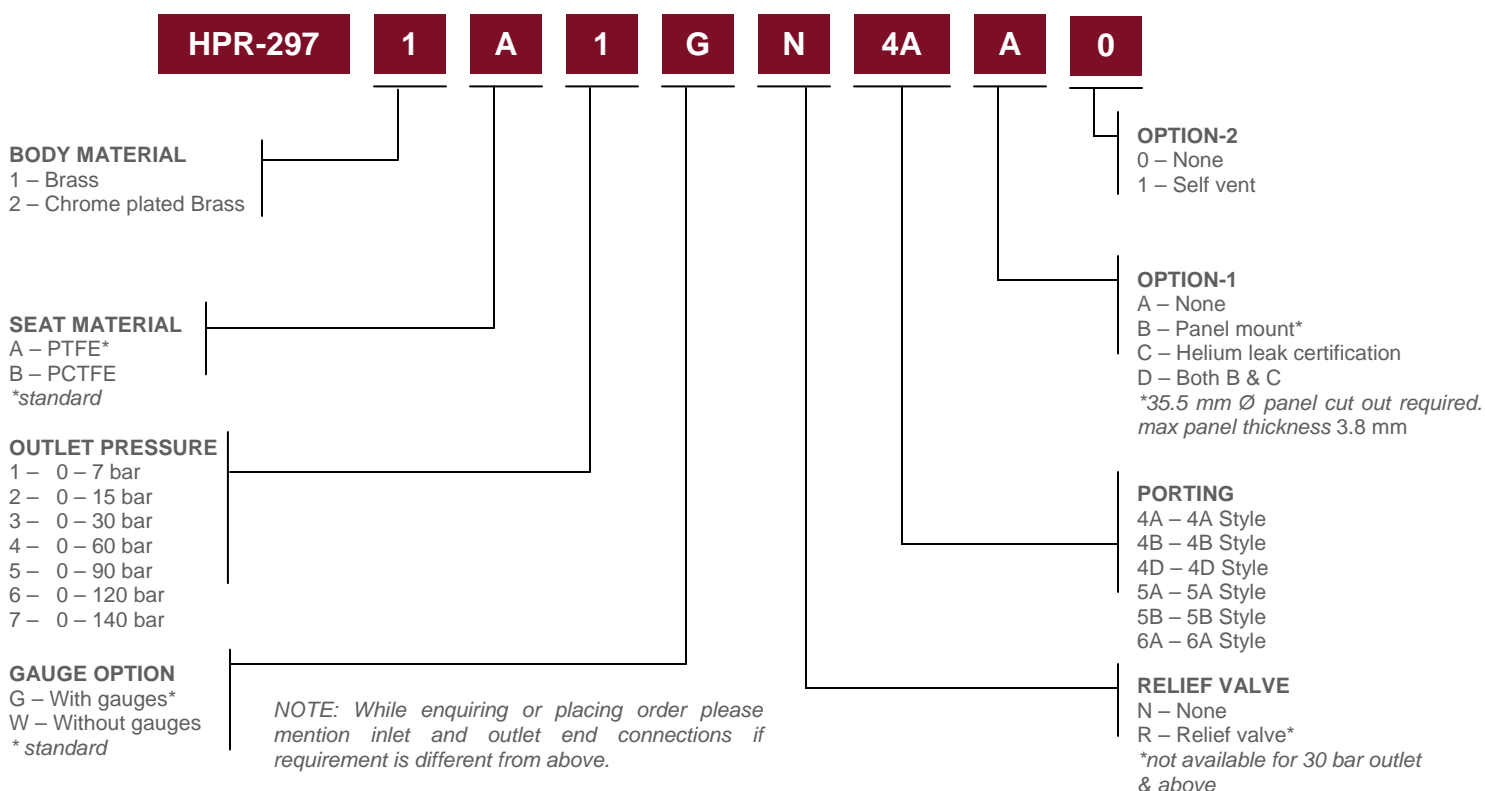 HPR-297 1 A 1 G N 4A A 0
BODY MATERIAL
1 – Brass
2 – Chrome plated Brass
SEAT MATERIAL
A – PTFE*
B – PCTFE
*standard
OUTLET PRESSURE
1 – 0 – 7 bar
2 – 0 – 15 bar
3 – 0 – 30 bar
4 – 0 – 60 bar
5 – 0 – 90 bar
6 – 0 – 120 bar
7 – 0 – 140 bar
GAUGE OPTION
G – With gauges*
W – Without gauges
* standard
NOTE: While enquiring or placing order please
mention inlet and outlet end connections if
requirement is different from above.
OPTION-2
0 – None
1 – Self vent
OPTION-1
A – None
B – Panel mount*
C – Helium leak certification
D – Both B & C
*35.5 mm Ø panel cut out required.
max panel thickness 3.8 mm
PORTING
4A – 4A Style
4B – 4B Style
4D – 4D Style
5A – 5A Style
5B – 5B Style
6A – 6A Style
RELIEF VALVE
N – None
R – Relief valve*
*not available for 30 bar outlet
& above